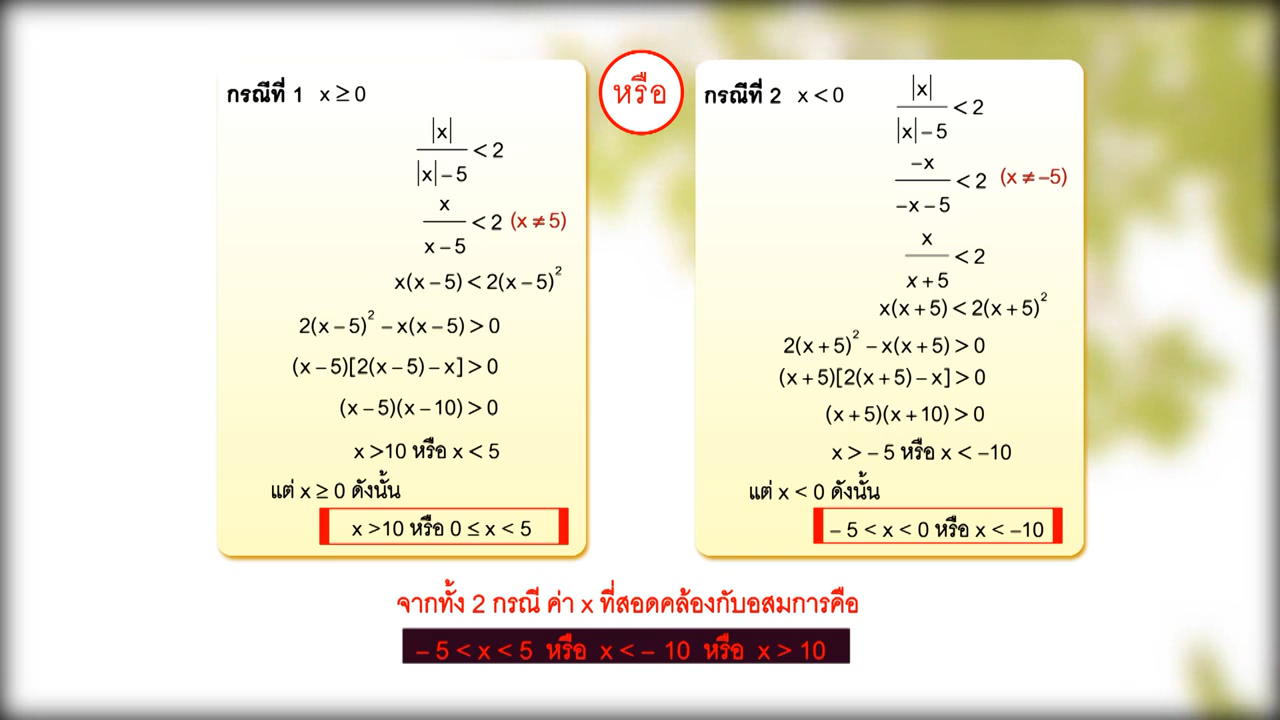 กรณีที่ 1 x ≥ 0
|x| / |x| – 5 < 2
x / x – 5 < 2 (x ≠ 5)
x(x – 5) < 2(x – 5)²
2(x – 5)² – x(x – 5) > 0
(x – 5)[2(x – 5) – x] > 0
(x – 5)(x – 10) > 0
x >10 หรือ x < 5
แต่ x ≥ 0 ดังนั้น
x >10 หรือ 0 ≤ x < 5
หรือ
กรณีที่ 2 x < 0 |x| / |x| – 5 < 2
–x / –x – 5 < 2 (x ≠ –5)
x / x + 5 < 2
x(x + 5) < 2(x + 5)²
2(x + 5)² – x(x + 5) > 0
(x + 5)[2(x + 5) – x] > 0
(x + 5)(x + 10) > 0
x > – 5 หรือ x < –10
แต่ x < 0 ดังนั้น
– 5 < x < 0 หรือ x < –10
จากทั้ง 2 กรณี ค่า x ที่สอดคล้องกับอสมการคือ
– 5 < x < 5 หรือ x < – 10 หรือ x > 10